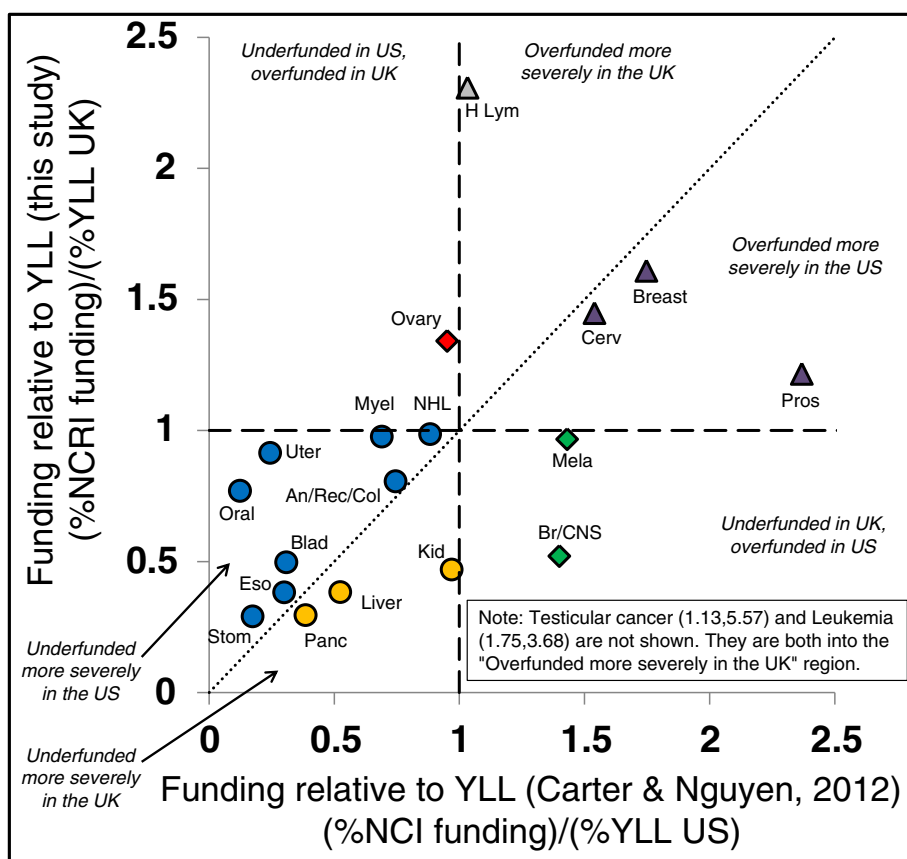 Funding relative to YLL (this study)
(%NCRI funding)/(%YLL UK)
2.5
2
1.5
1
0.5
0
Underfunded in US,
overfunded in UK
Overfunded more
severely in the UK
H Lym
Overfunded more
severely in the US
Breast
Cerv
Ovary
Pros
Myel
NHL
Uter
Mela
An/Rec/Col
Oral
Blad
Kid
Br/CNS
Underfunded in UK,
overfunded in US
Eso
Liver
Stom
Panc
Note: Testicular cancer (1.13,5.57) and Leukemia
(1.75,3.68) are not shown. They are both into the
"Overfunded more severely in the UK" region.
Underfunded
more severely
in the US
Underfunded
more severely
in the UK
0
0.5
1
1.5
2
2.5
Funding relative to YLL (Carter & Nguyen, 2012)
(%NCI funding)/(%YLL US)